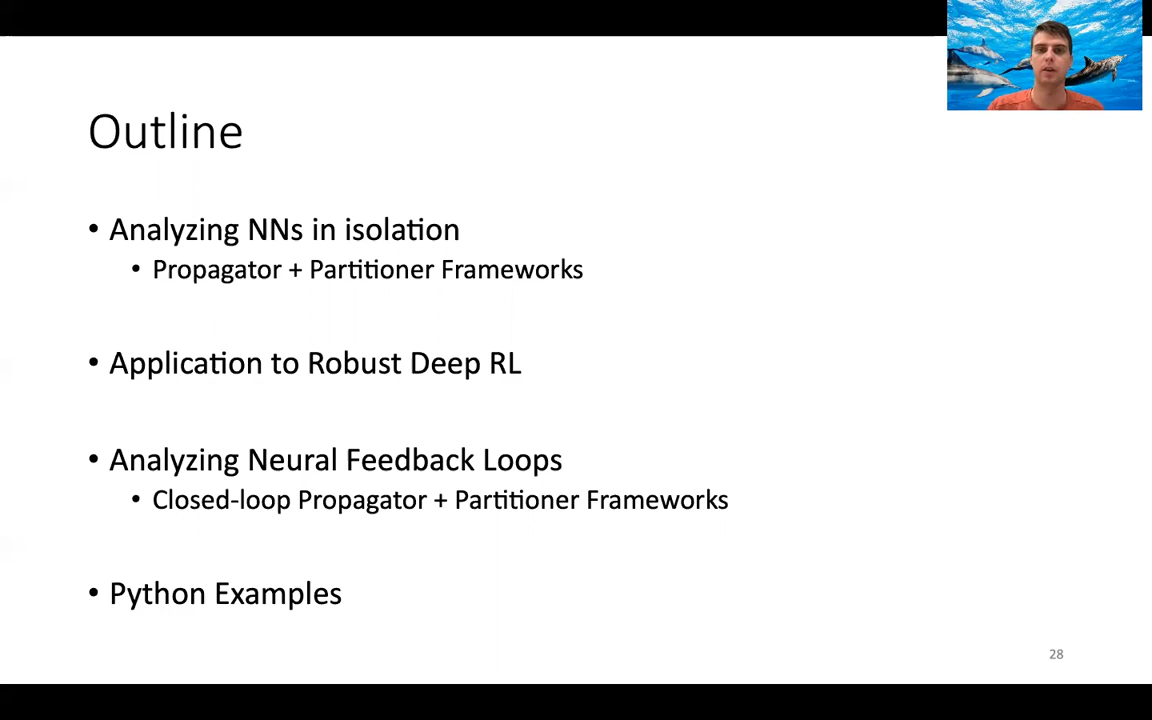 Outline
• Analyzing NNs in isolation
• Propagator + Partitioner Frameworks
• Application to Robust Deep RL
• Analyzing Neural Feedback Loops
• Closed-loop Propagator + Partitioner Frameworks
• Python Examples
28